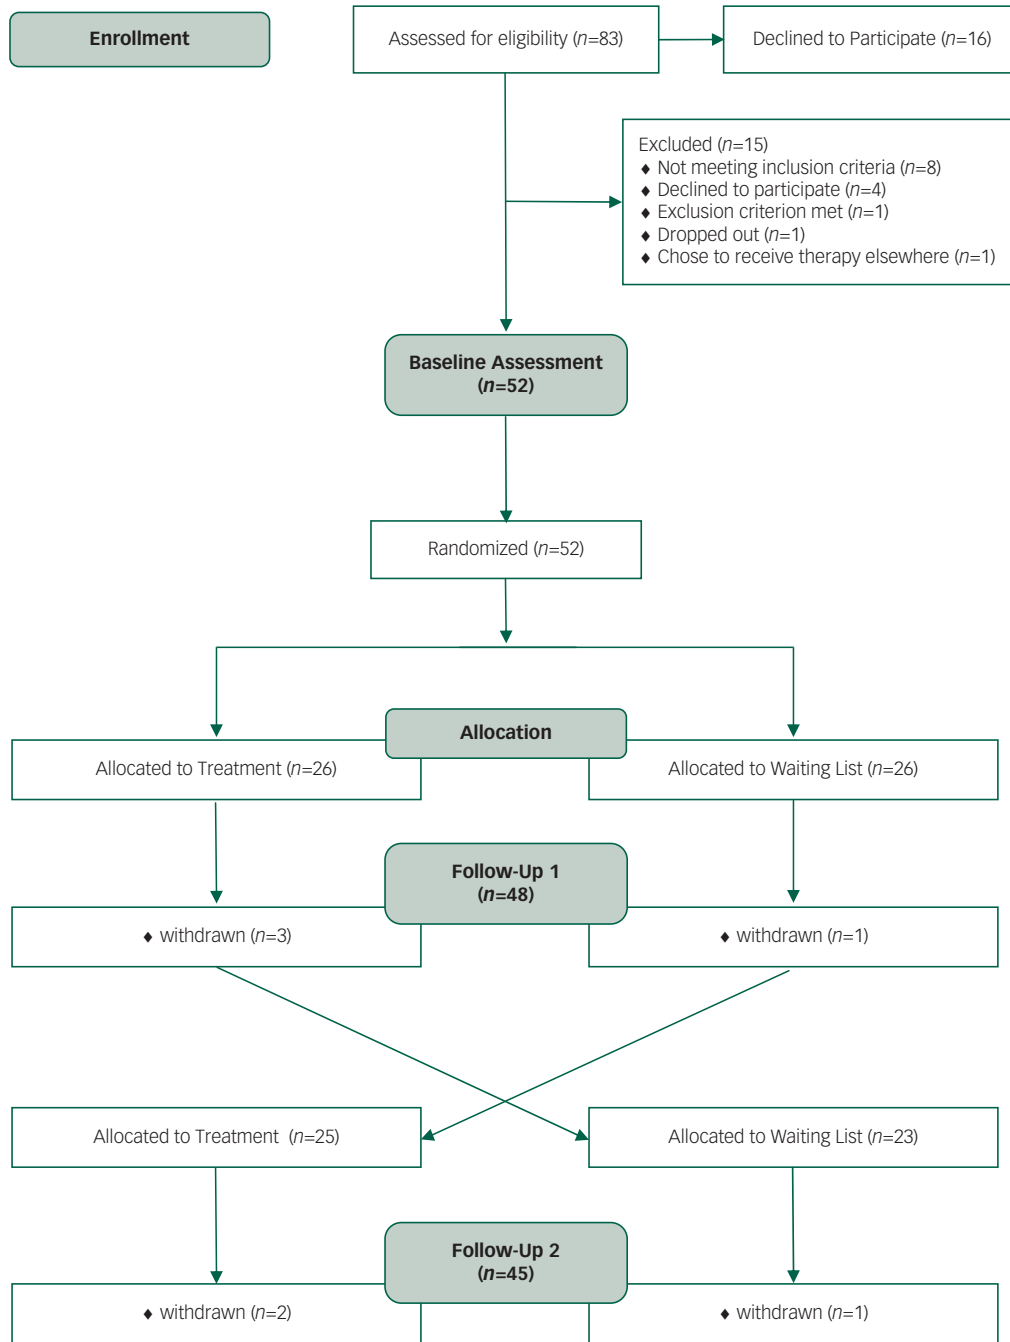 Enrollment
Assessed for eligibility (n=83)
Declined to Participate (n=16)
Excluded (n=15)
♦ Not meeting inclusion criteria (n=8)
♦ Declined to participate (n=4)
♦ Exclusion criterion met (n=1)
♦ Dropped out (n=1)
♦ Chose to receive therapy elsewhere (n=1)
Baseline Assessment
(n=52)
Randomized (n=52)
Allocation
Allocated to Treatment (n=26)
Allocated to Waiting List (n=26)
Follow-Up 1
(n=48)
♦ withdrawn (n=3)
♦ withdrawn (n=1)
Allocated to Treatment (n=25)
Allocated to Waiting List (n=23)
Follow-Up 2
(n=45)
♦ withdrawn (n=2)
♦ withdrawn (n=1)